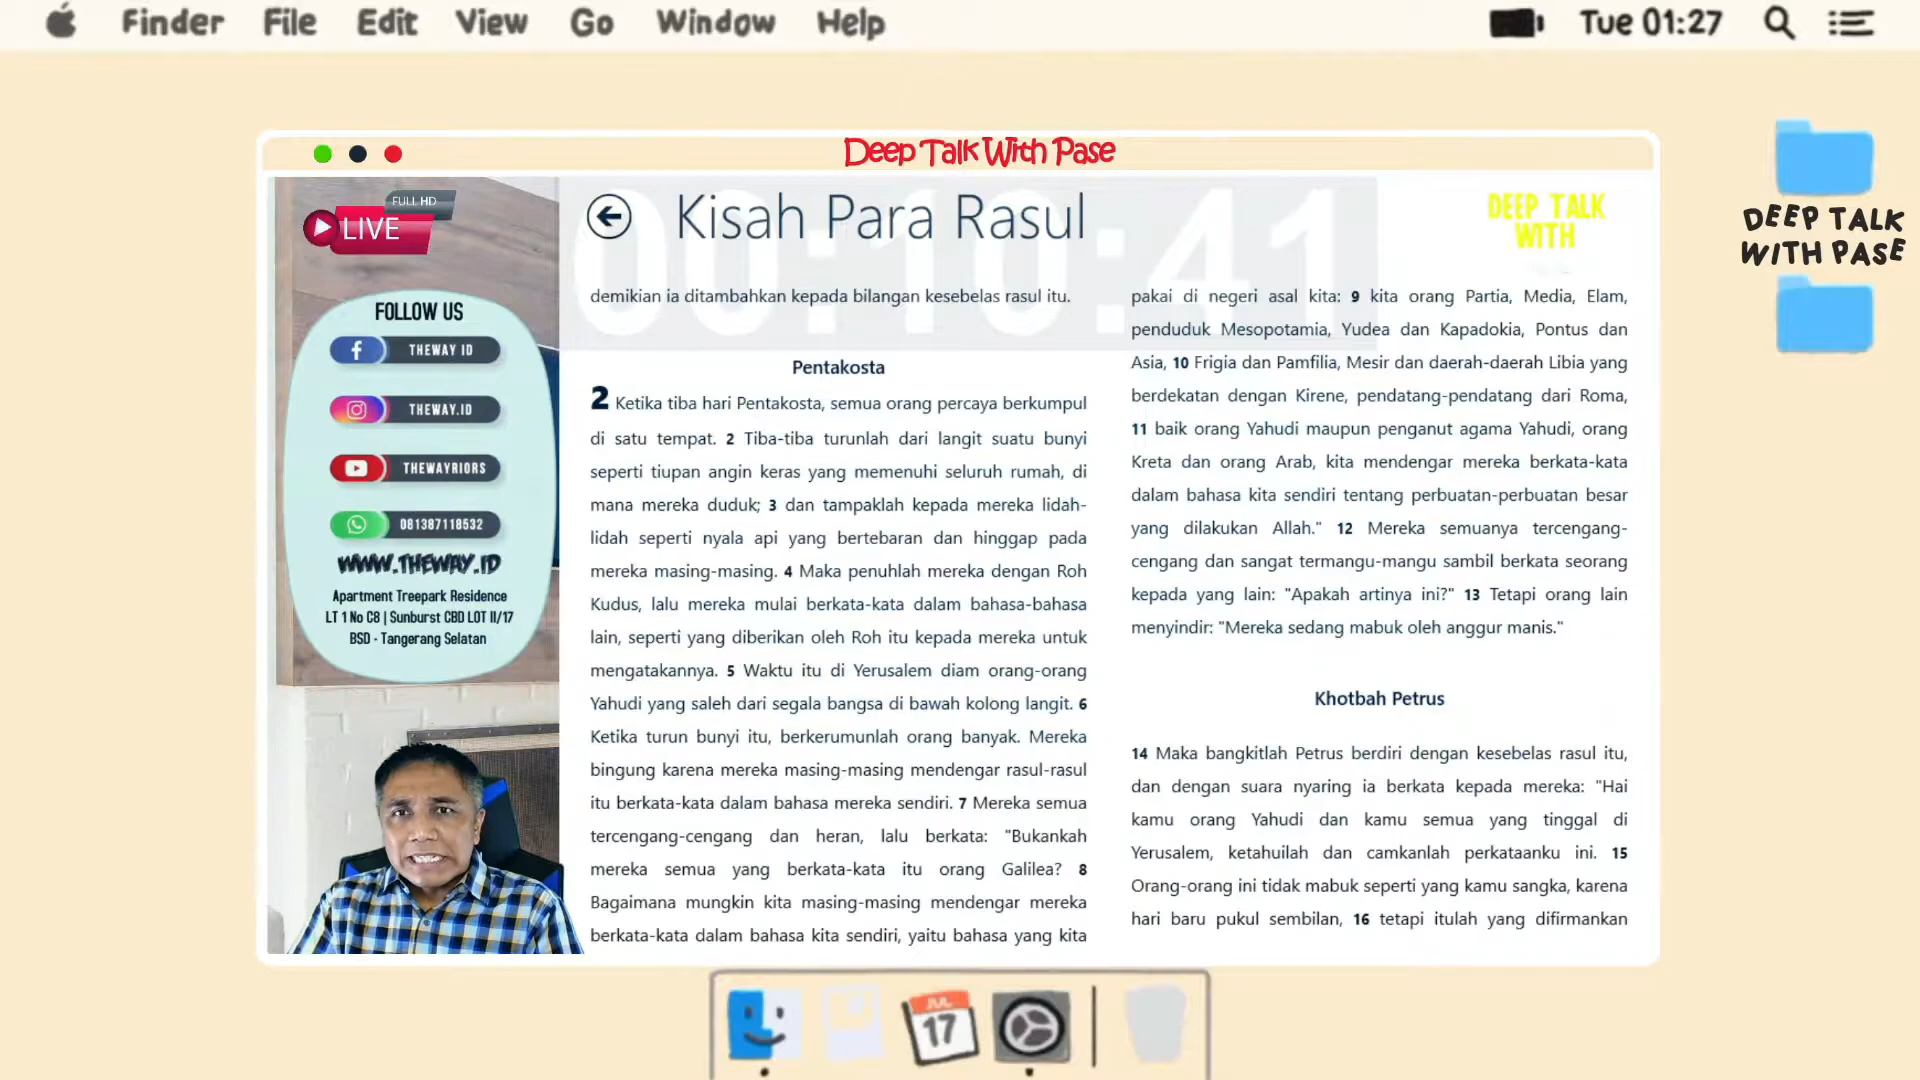 Finder File Edit View Go Window Help Tue 01:27
Deep Talk With Pase
FULL HD
LIVE
FOLLOW US
THEWAY ID
THEWAY.ID
THEWAYRIORS
081387118532
WWW.THEWAY.ID
Apartment Treepark Residence
LT 1 No C8 | Sunburst CBD LOT II/17
BSD - Tangerang Selatan
00:10:41
Kisah Para Rasul
demikian ia ditambahkan kepada bilangan kesebelas rasul itu.
Pentakosta
2 Ketika tiba hari Pentakosta, semua orang percaya berkumpul
di satu tempat. 2 Tiba-tiba turunlah dari langit suatu bunyi
seperti tiupan angin keras yang memenuhi seluruh rumah, di
mana mereka duduk; 3 dan tampaklah kepada mereka lidah-
lidah seperti nyala api yang bertebaran dan hinggap pada
mereka masing-masing. 4 Maka penuhlah mereka dengan Roh
Kudus, lalu mereka mulai berkata-kata dalam bahasa-bahasa
lain, seperti yang diberikan oleh Roh itu kepada mereka untuk
mengatakannya. 5 Waktu itu di Yerusalem diam orang-orang
Yahudi yang saleh dari segala bangsa di bawah kolong langit. 6
Ketika turun bunyi itu, berkerumunlah orang banyak. Mereka
bingung karena mereka masing-masing mendengar rasul-rasul
itu berkata-kata dalam bahasa mereka sendiri. 7 Mereka semua
tercengang-cengang dan heran, lalu berkata: "Bukankah
mereka semua yang berkata-kata itu orang Galilea? 8
Bagaimana mungkin kita masing-masing mendengar mereka
berkata-kata dalam bahasa kita sendiri, yaitu bahasa yang kita
pakai di negeri asal kita: 9 kita orang Partia, Media, Elam,
penduduk Mesopotamia, Yudea dan Kapadokia, Pontus dan
Asia, 10 Frigia dan Pamfilia, Mesir dan daerah-daerah Libia yang
berdekatan dengan Kirene, pendatang-pendatang dari Roma,
11 baik orang Yahudi maupun penganut agama Yahudi, orang
Kreta dan orang Arab, kita mendengar mereka berkata-kata
dalam bahasa kita sendiri tentang perbuatan-perbuatan besar
yang dilakukan Allah." 12 Mereka semuanya tercengang-
cengang dan sangat termangu-mangu sambil berkata seorang
kepada yang lain: "Apakah artinya ini?" 13 Tetapi orang lain
menyindir: "Mereka sedang mabuk oleh anggur manis."
Khotbah Petrus
14 Maka bangkitlah Petrus berdiri dengan kesebelas rasul itu,
dan dengan suara nyaring ia berkata kepada mereka: "Hai
kamu orang Yahudi dan kamu semua yang tinggal di
Yerusalem, ketahuilah dan camkanlah perkataanku ini. 15
Orang-orang ini tidak mabuk seperti yang kamu sangka, karena
hari baru pukul sembilan, 16 tetapi itulah yang difirmankan
DEEP TALK
WITH
DEEP TALK
WITH PASE
JUL
17